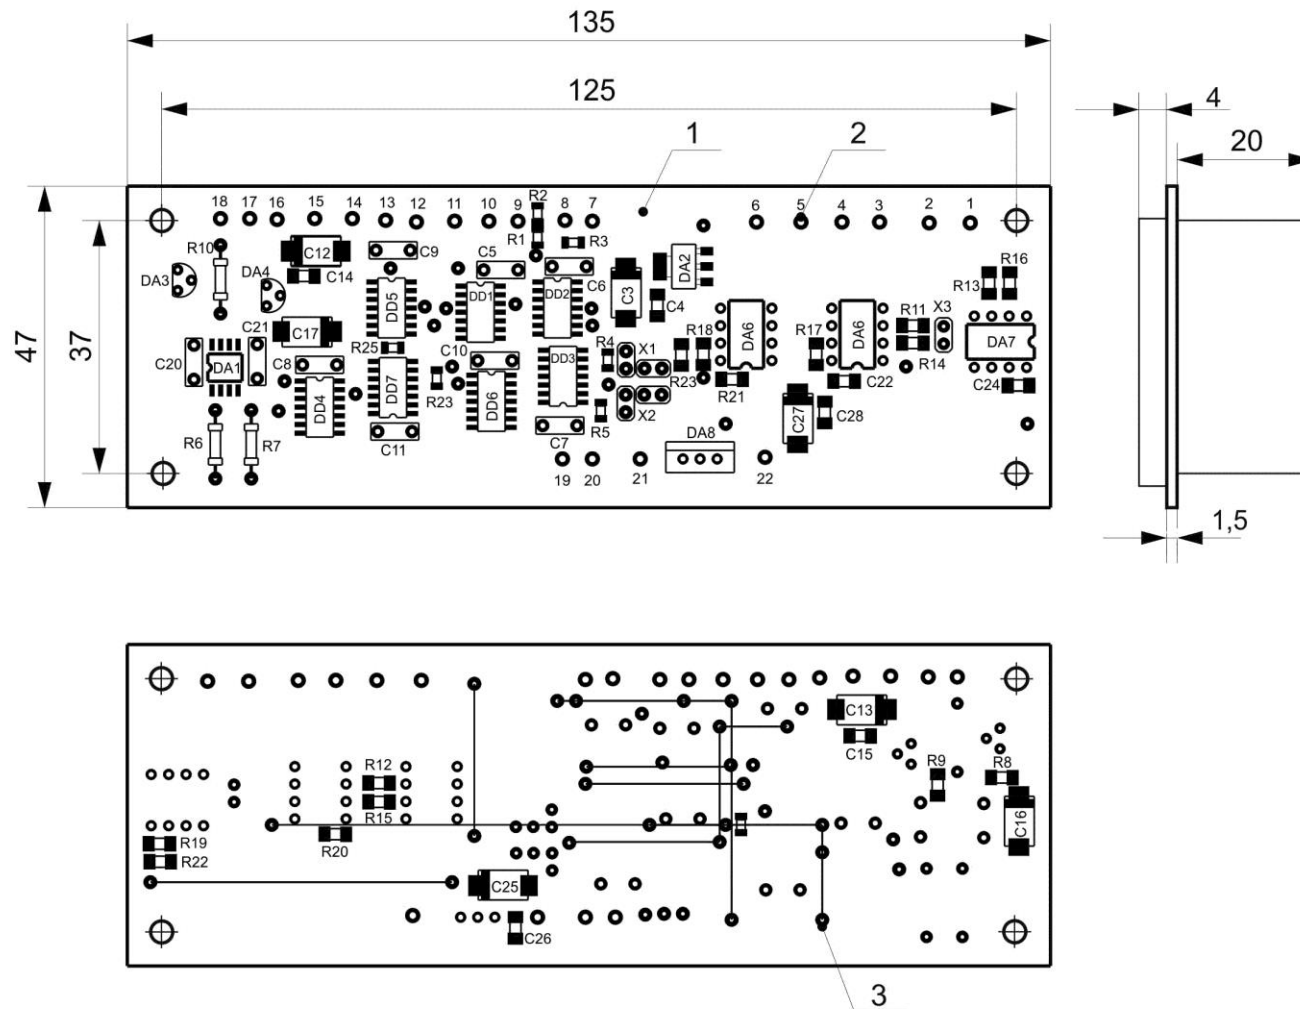 135
125
4
1
2
20
18 17 16 15 14 13 12 11 10 9 R2 8 7 6 5 4 3 2 1
R10 C12 C9 R1 R3 C5
DA3 DA4 C14 C6 DA2 R13 R16
DD5 DD1 DD2 C3 C4
C21 C17 R4 X1 R18 DA6 R17 DA6 R11 X3
47 37
C20 DA1 C8 R25 C10 DD3 R23 R14 DA7
DD4 DD7 R23 DD6 X2 R21 C22 C24
R6 R7 C11 C7 R5 DA8 C27 C28
19 20 21 22
1,5
C13
C15
R12 R9 R8
R15 C16
R19 R20
R22
C25
C26
3